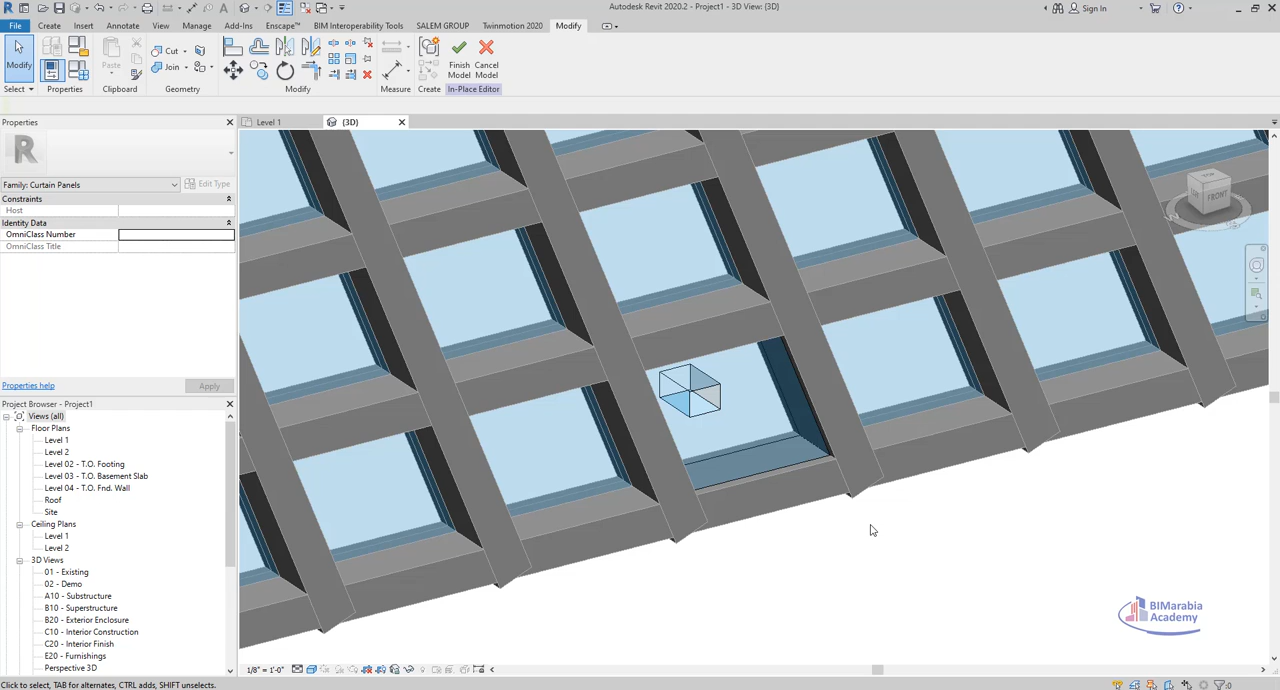 Autodesk Revit 2020.2 - Project1 - 3D View: {3D}
Sign In
File Create Insert Annotate View Manage Add-Ins Enscape™ BIM Interoperability Tools SALEM GROUP Twinmotion 2020 Modify
Modify
Paste
Cut
Join
Finish Model
Cancel Model
Select Properties Clipboard Geometry Modify Measure Create In-Place Editor
Properties
Level 1
{3D}
Family: Curtain Panels
Edit Type
Constraints
Host
Identity Data
OmniClass Number
OmniClass Title
Properties help
Apply
Project Browser - Project1
Views (all)
Floor Plans
Level 1
Level 2
Level 02 - T.O. Footing
Level 03 - T.O. Basement Slab
Level 04 - T.O. Fnd. Wall
Roof
Site
Ceiling Plans
Level 1
Level 2
3D Views
01 - Existing
02 - Demo
A10 - Substructure
B10 - Superstructure
B20 - Exterior Enclosure
C10 - Interior Construction
C20 - Interior Finish
E20 - Furnishings
Perspective 3D
TOP
FRONT
W
BIMarabia
Academy
1/8" = 1'-0"
Click to select, TAB for alternates, CTRL adds, SHIFT unselects.
:0